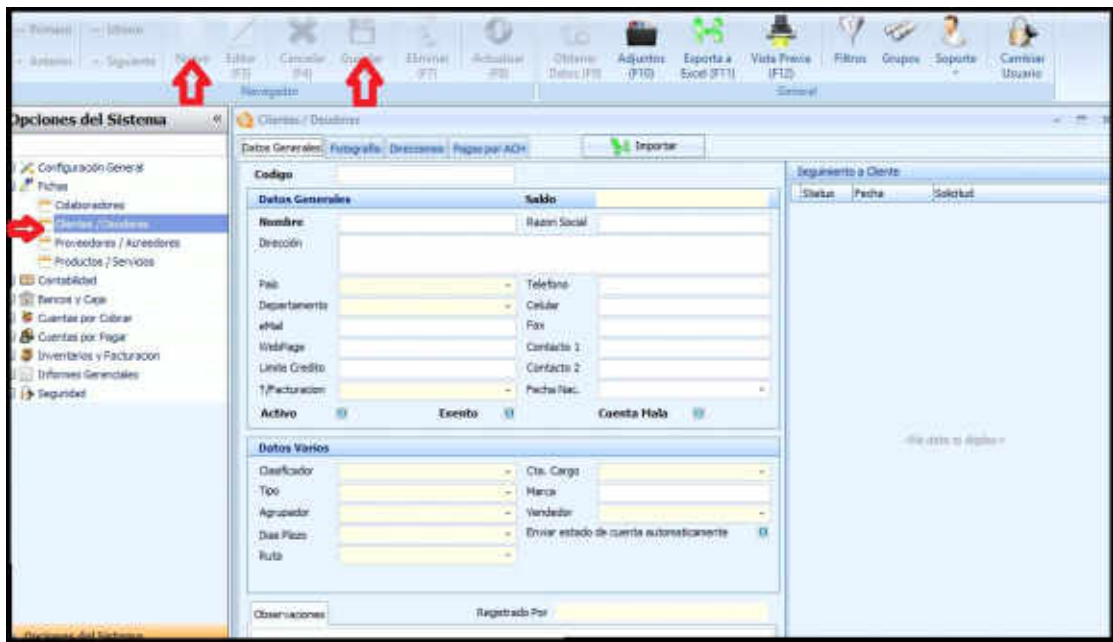 Primero Ultimo
Anterior Siguiente
Editar (F3) Cancelar (F4) Guardar Eliminar (F7) Actualizar (F8) Obtener Datos (F9) Adjuntos (F10) Exporta a Excel (F11) Vista Previa (F12) Filtros Grupos Soporte Cambiar Usuario
Navegador General
Opciones del Sistema
Configuración General
Fichas
Colaboradores
Clientes / Deudores
Proveedores / Acreedores
Productos / Servicios
Contabilidad
Bancos y Caja
Cuentas por Cobrar
Cuentas por Pagar
Inventarios y Facturacion
Informes Gerenciales
Seguridad
Opciones del Sistema
Clientes / Deudores
Datos Generales Fotografia Direcciones Pagos por ACH Importar
Codigo
Datos Generales Saldo
Nombre Razon Social
Dirección
Pais Telefono
Departamento Celular
eMail Fax
WebPage Contacto 1
Limite Credito Contacto 2
T/Facturacion Fecha Nac.
Activo Exento Cuenta Mala
Datos Varios
Clasificador Cta. Cargo
Tipo Marca
Agrupador Vendedor
Dias Plazo Enviar estado de cuenta automaticamente
Ruta
Observaciones Registrado Por
Seguimiento a Cliente
Status Fecha Solicitud
<No data to display>